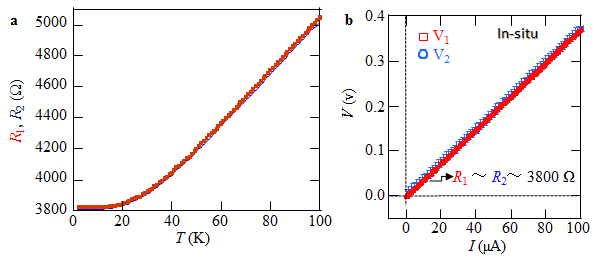 a
5000
4800
4600
4400
4200
4000
3800
R1, R2 (Ω)
0 20 40 60 80 100
T (K)
b
0.4
0.3
0.2
0.1
0.0
V (v)
V1
V2
In-situ
R1 ~ R2 ~ 3800 Ω
0 20 40 60 80 100
I (μA)